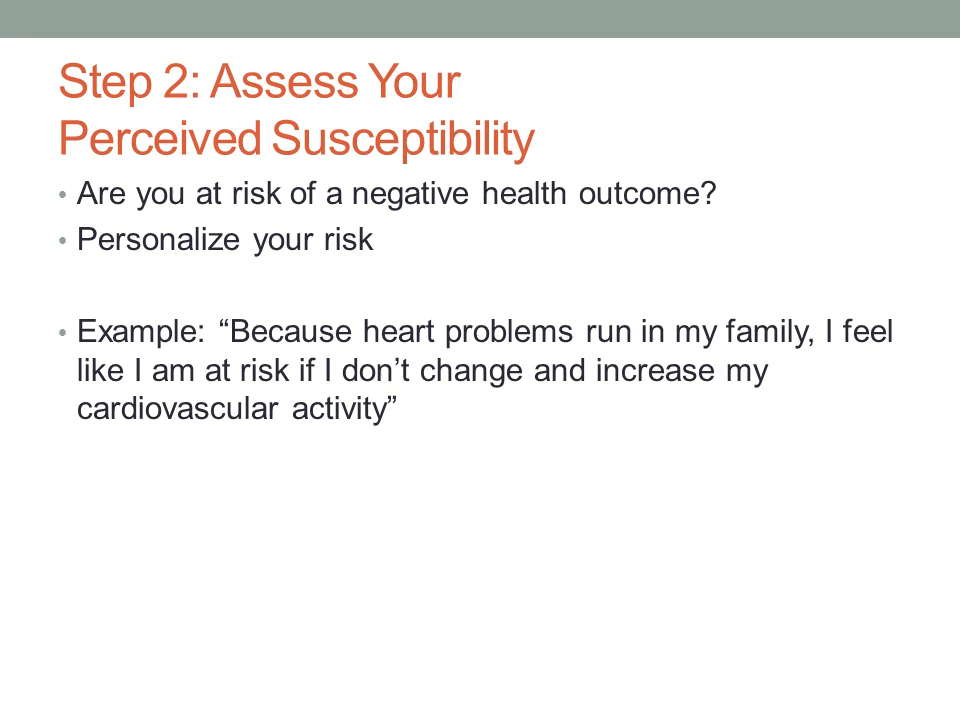 Step 2: Assess Your
Perceived Susceptibility
• Are you at risk of a negative health outcome?
• Personalize your risk
• Example: “Because heart problems run in my family, I feel
like I am at risk if I don’t change and increase my
cardiovascular activity”